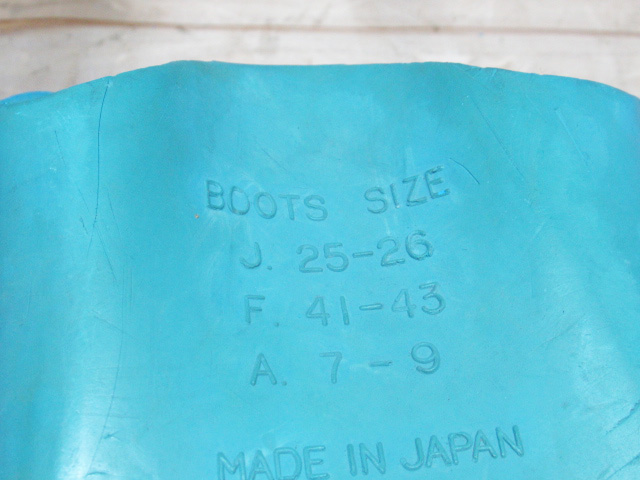 BOOTS SIZE
J. 25-26
F. 41-43
A. 7-9
MADE IN JAPAN